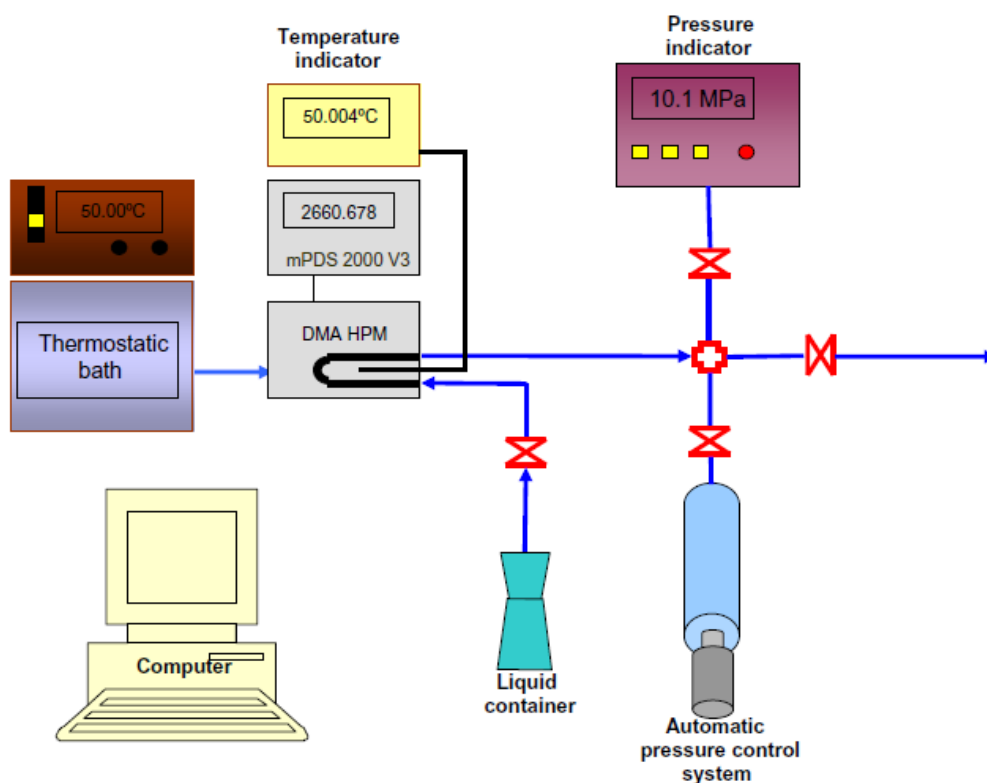 Temperature
indicator
Pressure
indicator
50.004ºC
10.1 MPa
50.00ºC
2660.678
mPDS 2000 V3
DMA HPM
Thermostatic
bath
Computer
Liquid
container
Automatic
pressure control
system